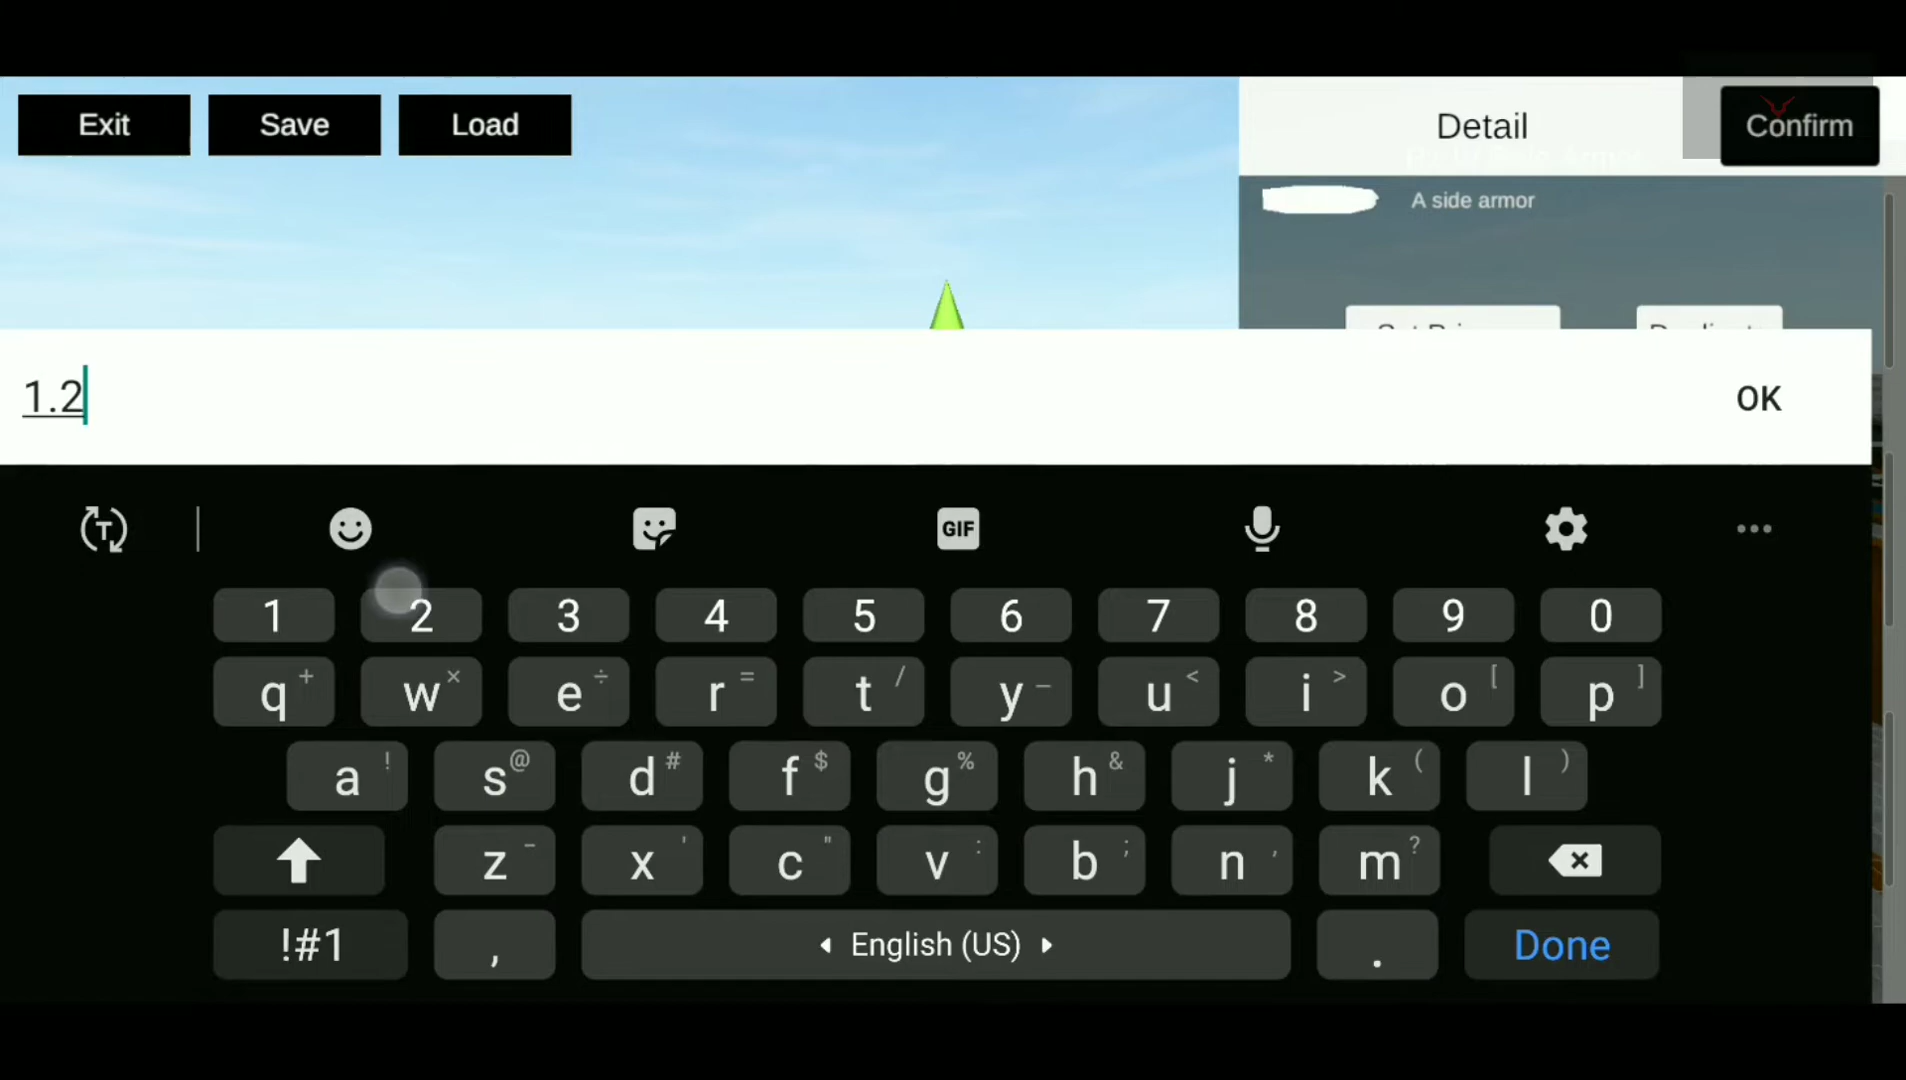 Exit Save Load Detail Confirm
A side armor
1.2 OK
GIF
1 2 3 4 5 6 7 8 9 0
q + w × e ÷ r = t / y _ u < i > o [ p ]
a ! s @ d # f $ g % h & j * k ( l )
z - x ' c " v : b ; n , m ?
!#1 , English (US) . Done